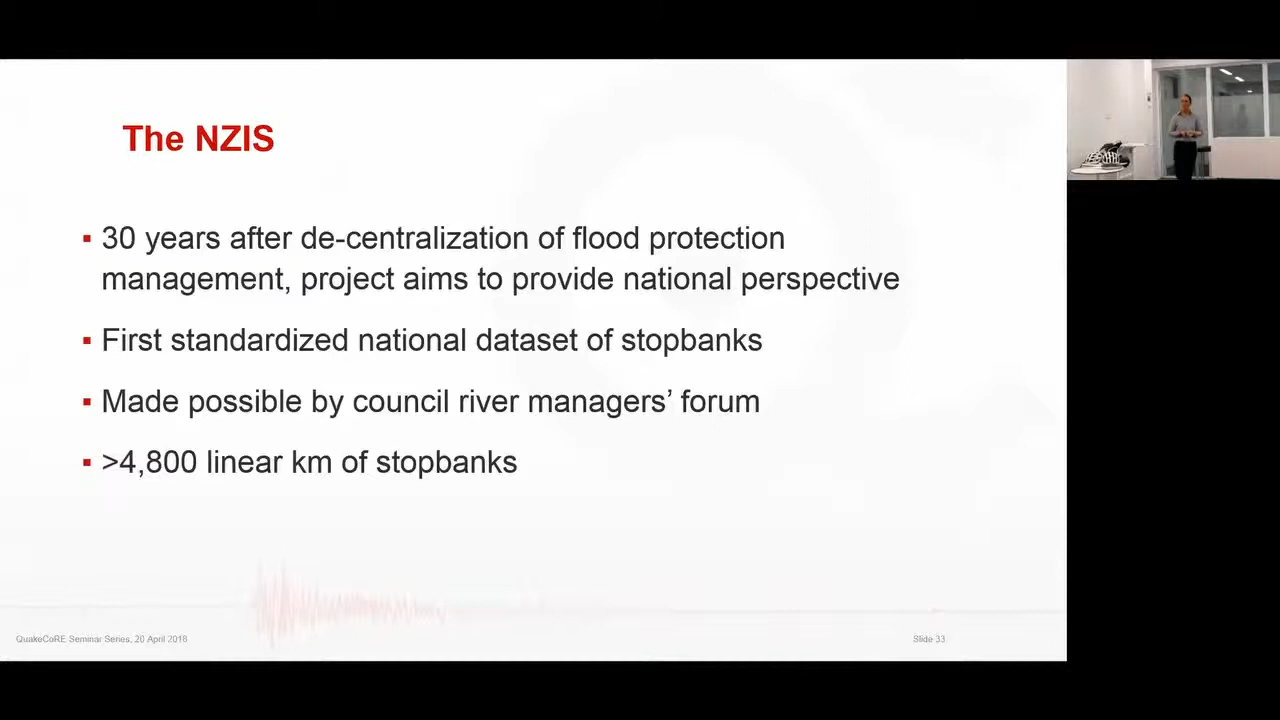 The NZIS
▪ 30 years after de-centralization of flood protection
management, project aims to provide national perspective
▪ First standardized national dataset of stopbanks
▪ Made possible by council river managers’ forum
▪ >4,800 linear km of stopbanks
QuakeCoRE Seminar Series, 20 April 2018
Slide 33